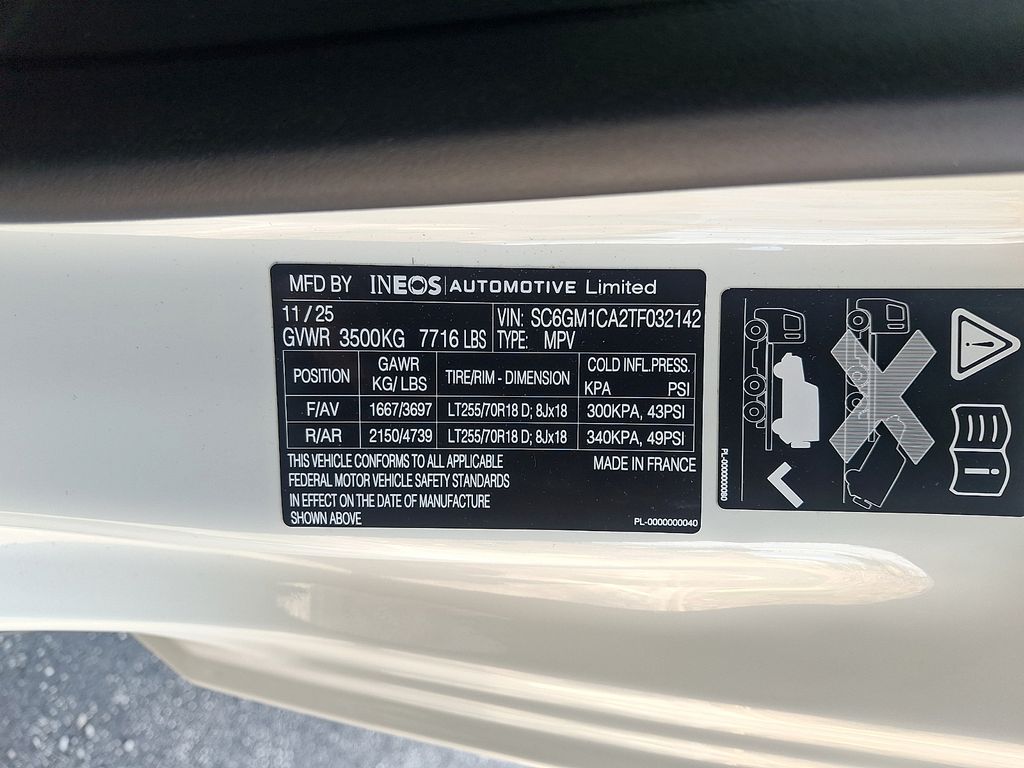 MFD BY INEOS AUTOMOTIVE Limited
11 / 25
VIN: SC6GM1CA2TF032142
GVWR 3500KG 7716 LBS
TYPE: MPV
POSITION GAWR KG/ LBS TIRE/RIM - DIMENSION COLD INFL.PRESS. KPA PSI
F/AV 1667/3697 LT255/70R18 D; 8Jx18 300KPA, 43PSI
R/AR 2150/4739 LT255/70R18 D; 8Jx18 340KPA, 49PSI
THIS VEHICLE CONFORMS TO ALL APPLICABLE
FEDERAL MOTOR VEHICLE SAFETY STANDARDS
IN EFFECT ON THE DATE OF MANUFACTURE
SHOWN ABOVE
MADE IN FRANCE
PL-0000000040
PL-0000000080